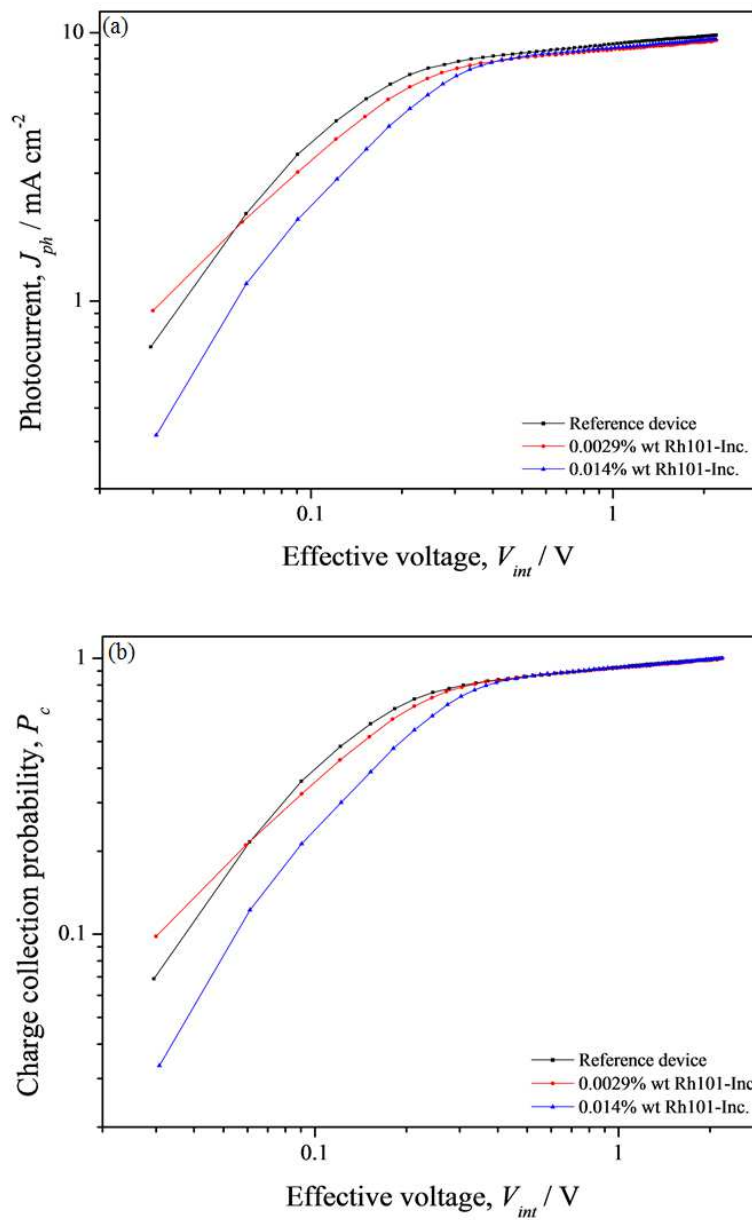 (a)
10
1
Photocurrent, J_ph / mA cm^-2
Reference device
0.0029% wt Rh101-Inc.
0.014% wt Rh101-Inc.
0.1
1
Effective voltage, V_int / V
(b)
1
0.1
Charge collection probability, P_c
Reference device
0.0029% wt Rh101-Inc
0.014% wt Rh101-Inc.
0.1
1
Effective voltage, V_int / V